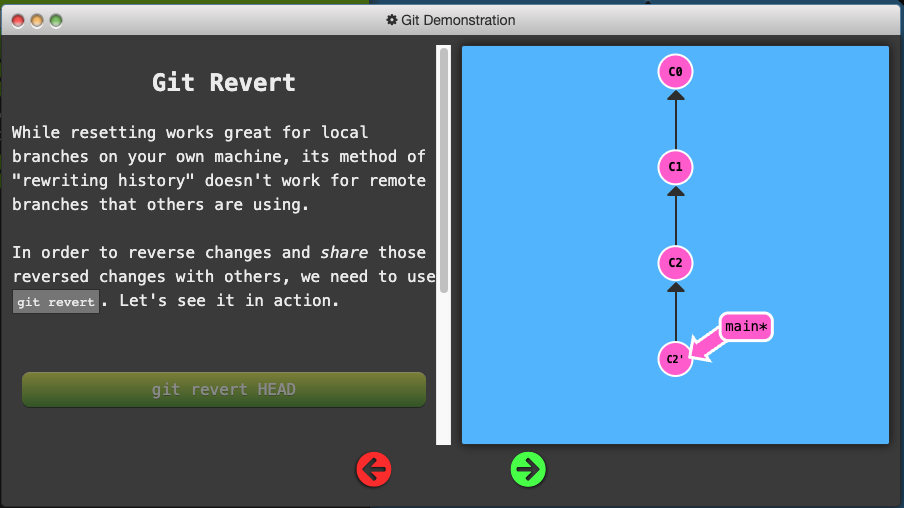 Git Demonstration
Git Revert
While resetting works great for local
branches on your own machine, its method of
"rewriting history" doesn't work for remote
branches that others are using.
In order to reverse changes and share those
reversed changes with others, we need to use
git revert. Let's see it in action.
git revert HEAD
C0
C1
C2
main*
C2'